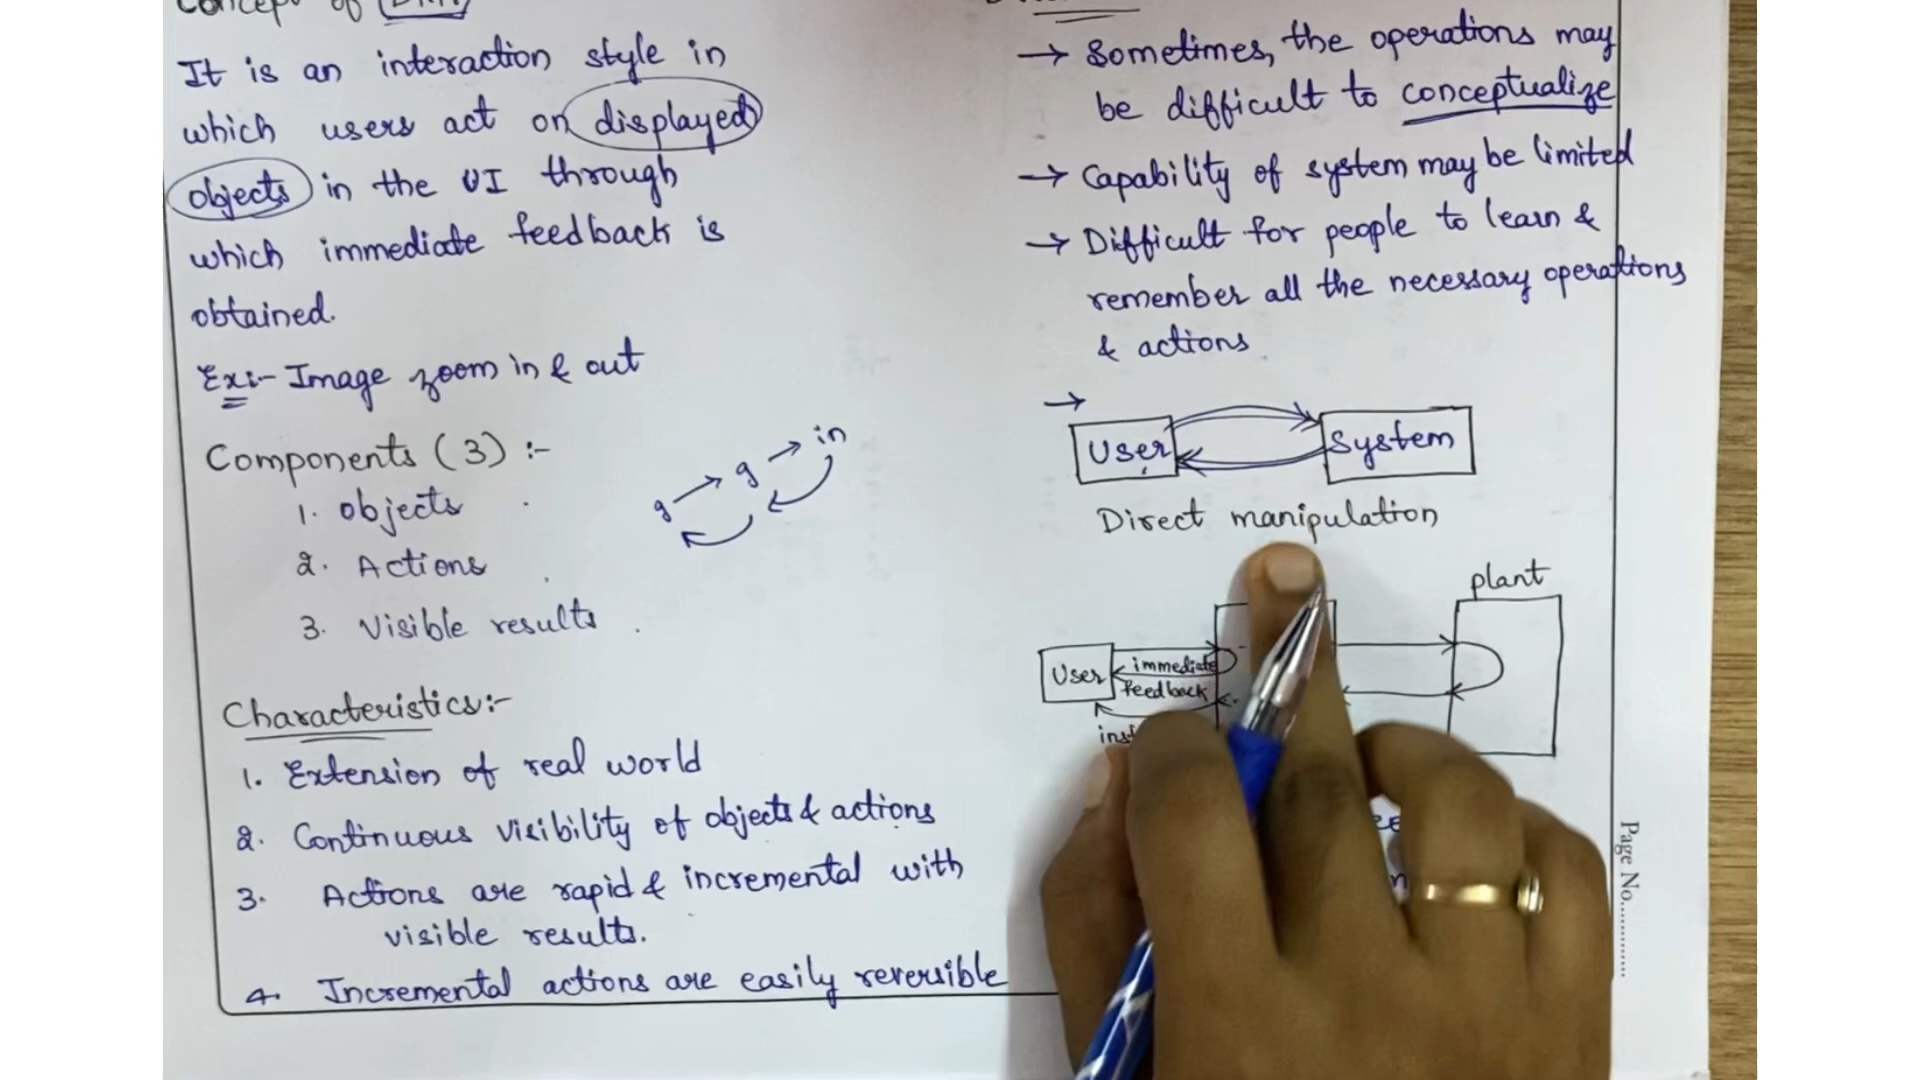 Concept of
It is an interaction style in
which users act on displayed
objects in the UI through
which immediate feedback is
obtained.
Ex:- Image zoom in & out
Components (3) :-
1. Objects
2. Actions
3. Visible results
g → g → in
Characteristics:-
1. Extension of real world
2. Continuous visibility of objects & actions
3. Actions are rapid & incremental with
visible results.
4. Incremental actions are easily reversible
→ Sometimes, the operations may
be difficult to conceptualize
→ Capability of system may be limited
→ Difficult for people to learn &
remember all the necessary operations
& actions
→
User System
Direct manipulation
plant
User immediate
feedback
Page No.............